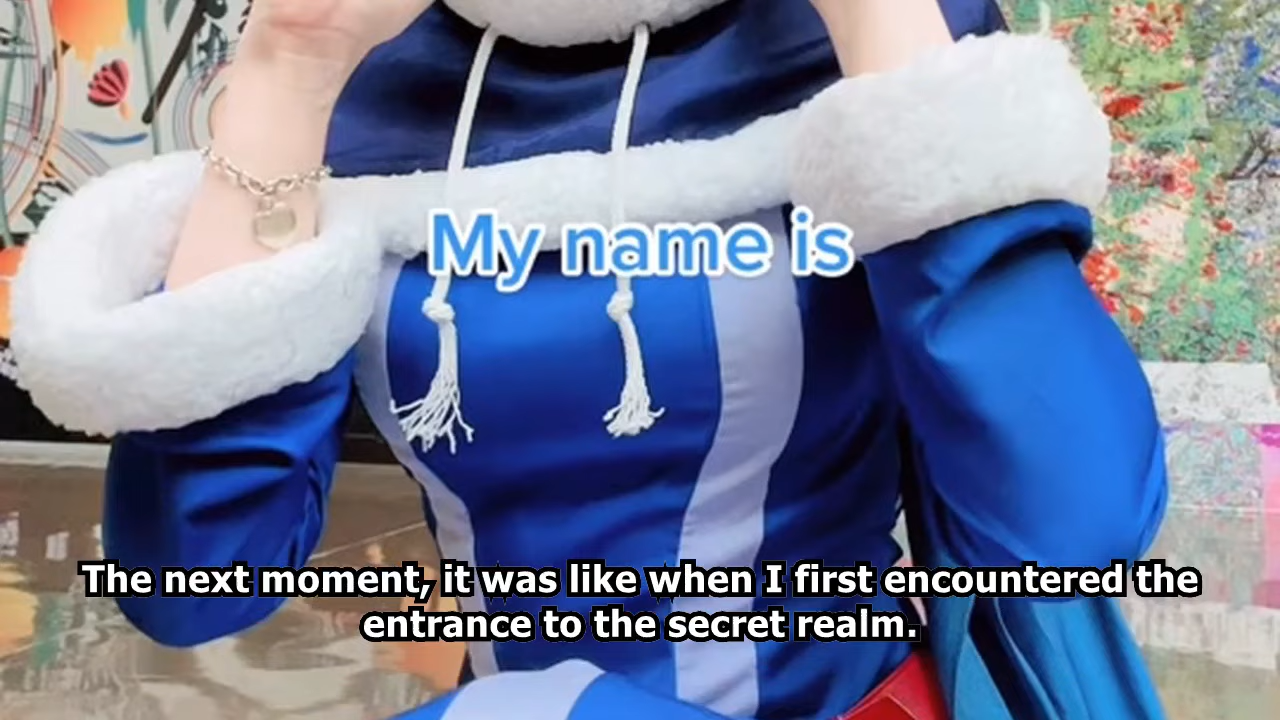 My name is
The next moment, it was like when I first encountered the
entrance to the secret realm.